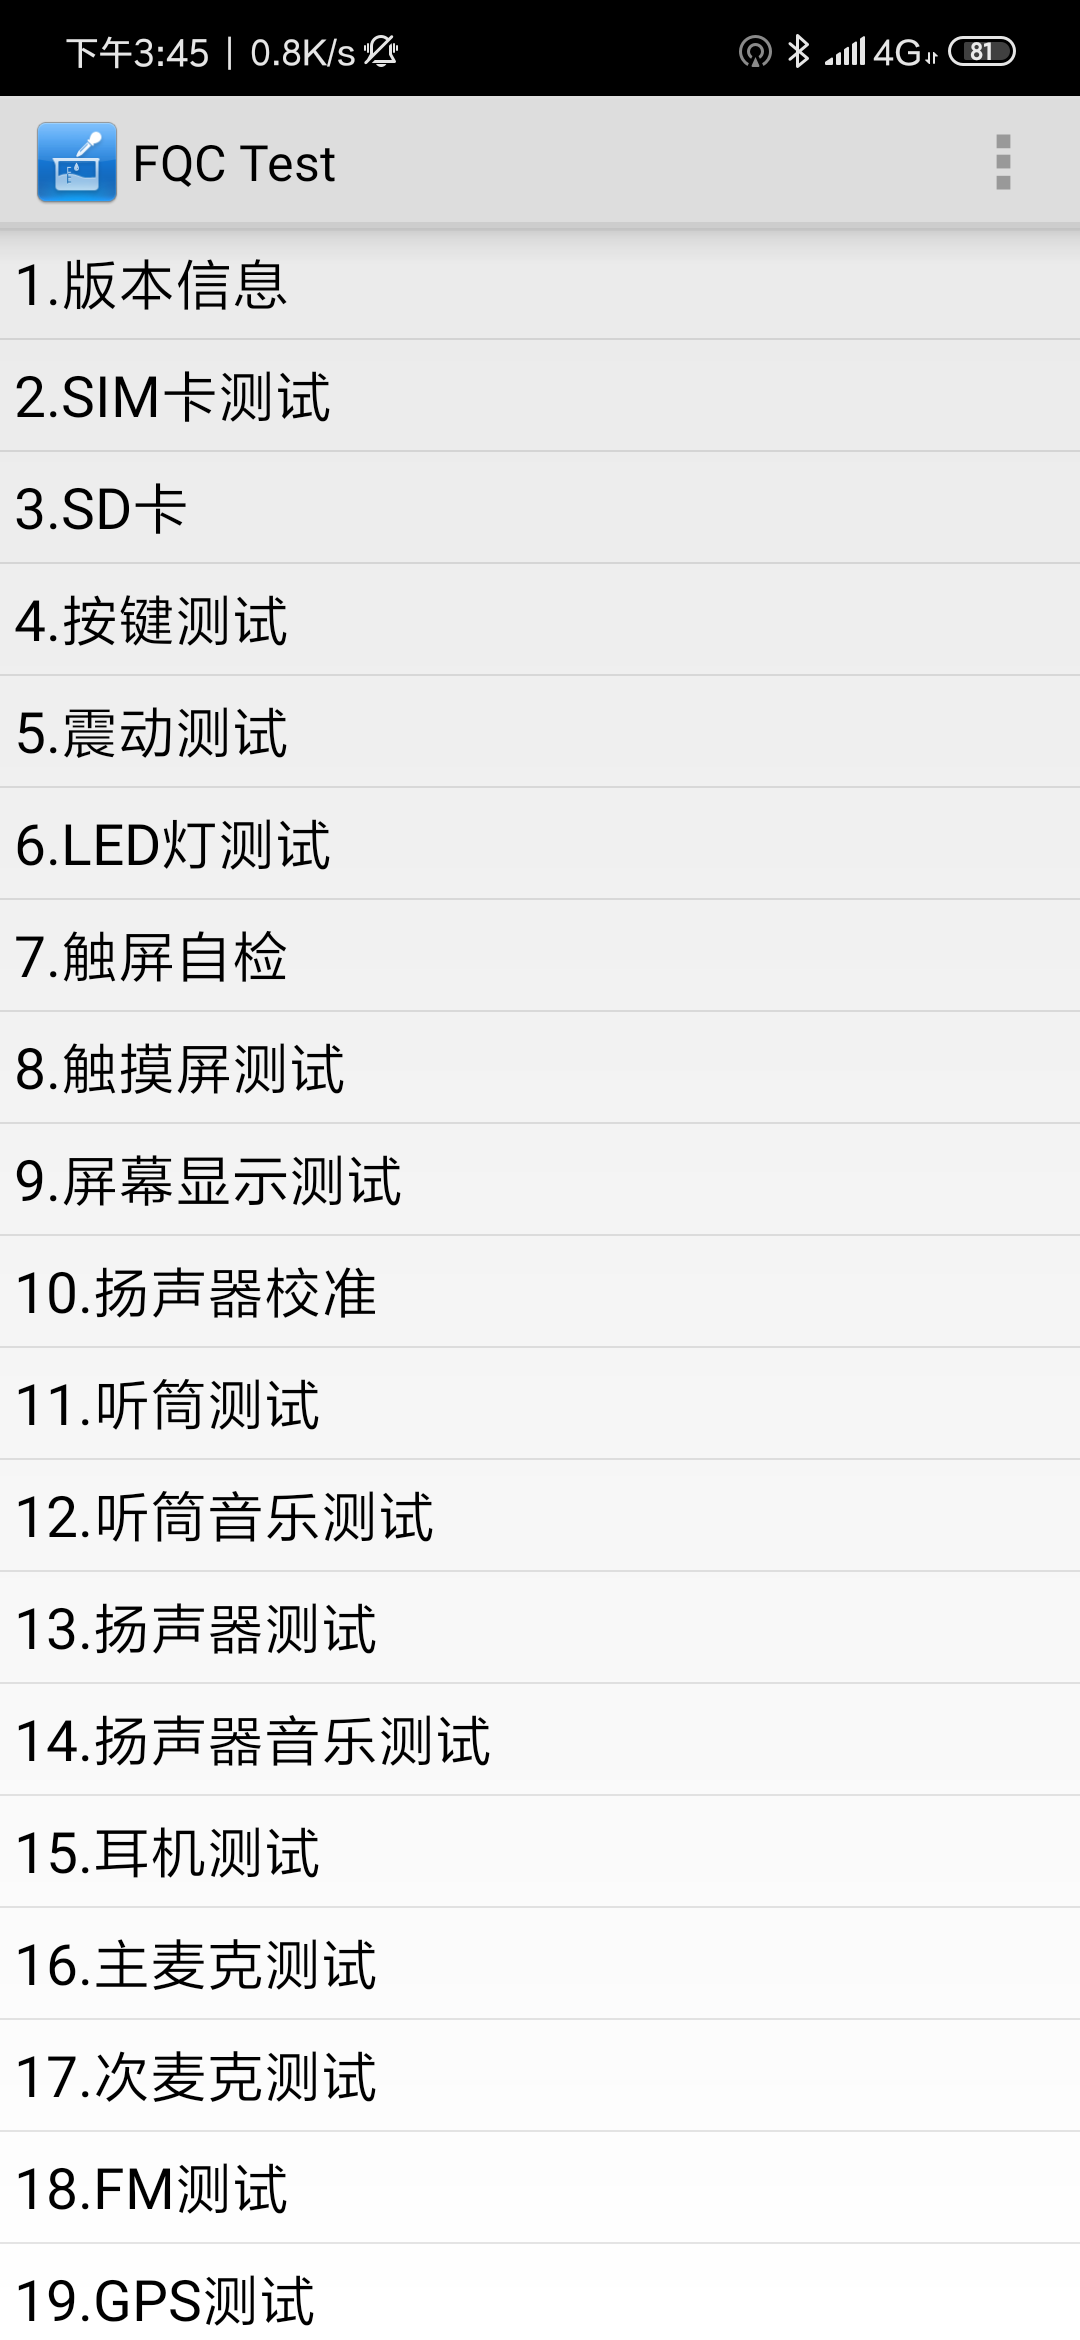 下午3:45 | 0.8K/s
4G 81
FQC Test
1.版本信息
2.SIM卡测试
3.SD卡
4.按键测试
5.震动测试
6.LED灯测试
7.触屏自检
8.触摸屏测试
9.屏幕显示测试
10.扬声器校准
11.听筒测试
12.听筒音乐测试
13.扬声器测试
14.扬声器音乐测试
15.耳机测试
16.主麦克测试
17.次麦克测试
18.FM测试
19.GPS测试